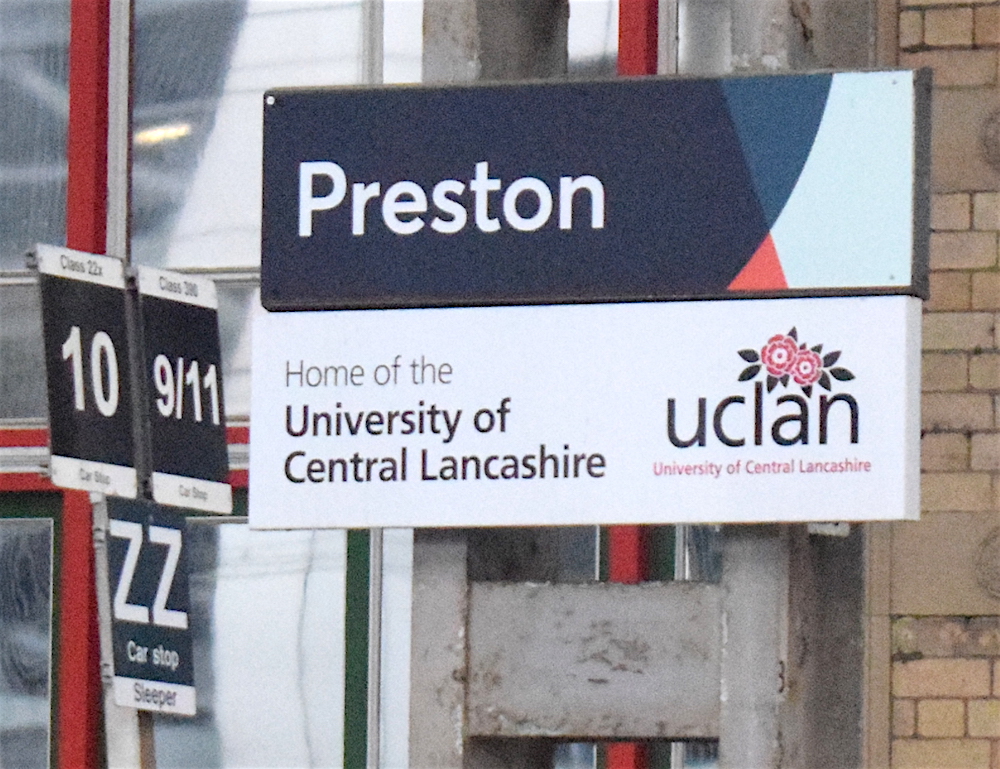 Preston
Home of the
University of
Central Lancashire
uclan
University of Central Lancashire
Class 22x
10
Car Stop
Class 390
9/11
Car Stop
ZZ
Car stop
Sleeper